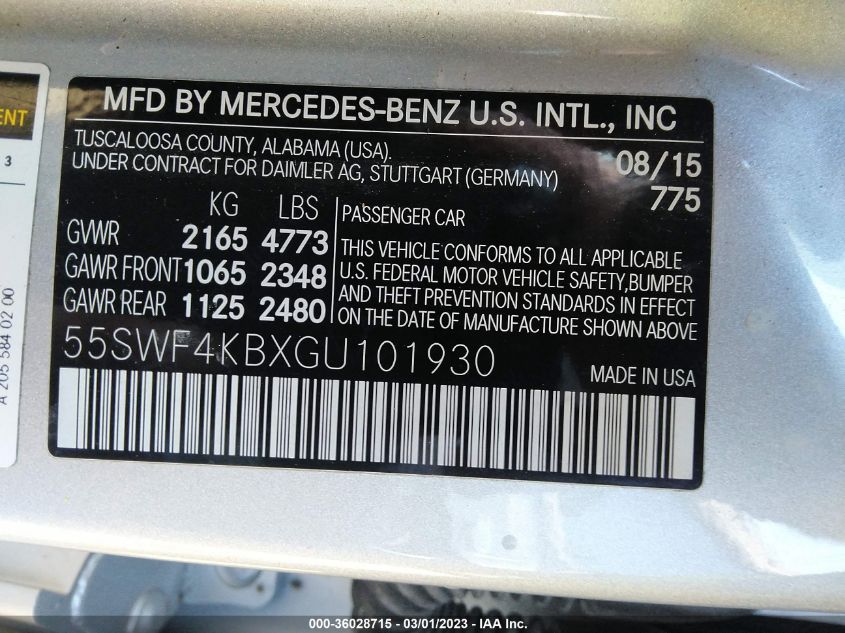 MFD BY MERCEDES-BENZ U.S. INTL., INC
TUSCALOOSA COUNTY, ALABAMA (USA).
UNDER CONTRACT FOR DAIMLER AG, STUTTGART (GERMANY)
08/15
775
KG LBS
GVWR 2165 4773
GAWR FRONT 1065 2348
GAWR REAR 1125 2480
PASSENGER CAR
THIS VEHICLE CONFORMS TO ALL APPLICABLE
U.S. FEDERAL MOTOR VEHICLE SAFETY,BUMPER
AND THEFT PREVENTION STANDARDS IN EFFECT
ON THE DATE OF MANUFACTURE SHOWN ABOVE
55SWF4KBXGU101930
MADE IN USA
3
A 205 584 02 00
000-36028715 - 03/01/2023 - IAAI Inc.